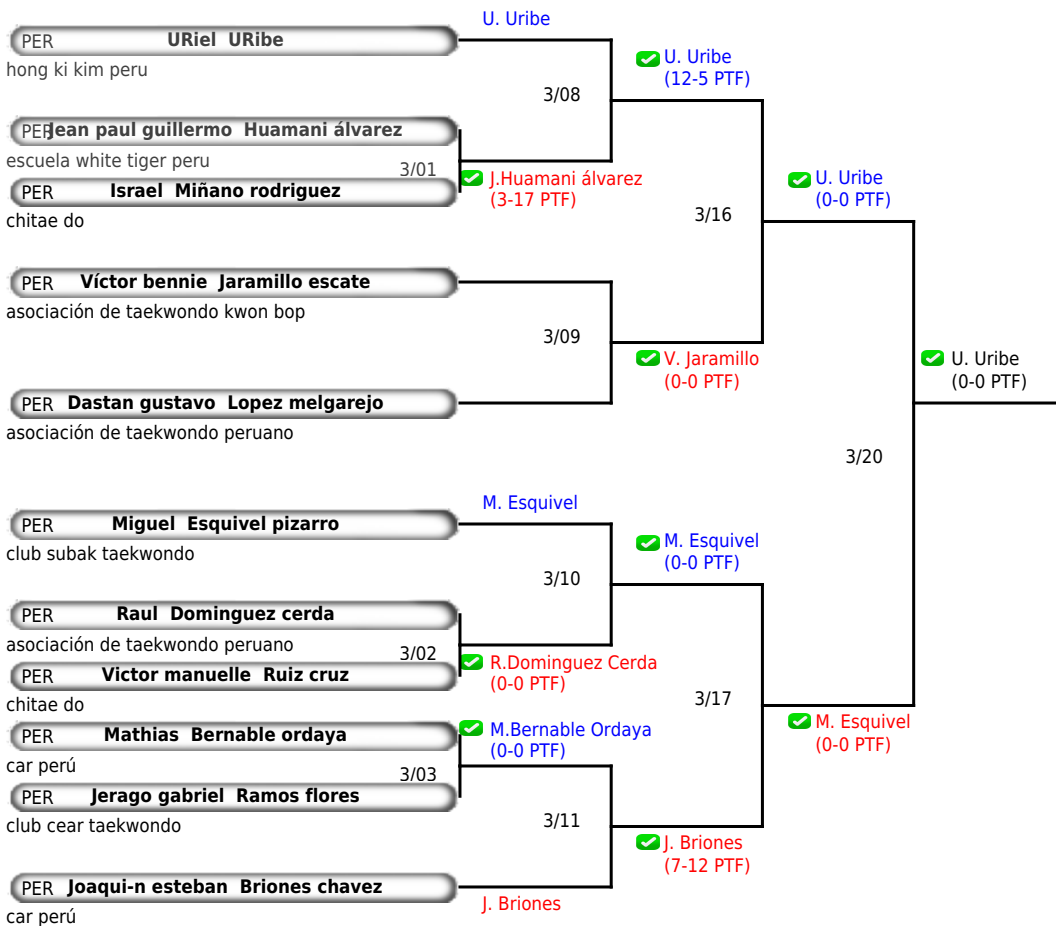 U. Uribe
PER URiel URibe
hong ki kim peru
U. Uribe
(12-5 PTF)
3/08
PER Jean paul guillermo Huamani álvarez
escuela white tiger peru
3/01
J.Huamani álvarez
(3-17 PTF)
PER Israel Miñano rodriguez
chitae do
U. Uribe
(0-0 PTF)
3/16
PER Víctor bennie Jaramillo escate
asociación de taekwondo kwon bop
3/09
V. Jaramillo
(0-0 PTF)
U. Uribe
(0-0 PTF)
PER Dastan gustavo Lopez melgarejo
asociación de taekwondo peruano
3/20
M. Esquivel
PER Miguel Esquivel pizarro
club subak taekwondo
M. Esquivel
(0-0 PTF)
3/10
PER Raul Dominguez cerda
asociación de taekwondo peruano
3/02
R.Dominguez Cerda
(0-0 PTF)
PER Victor manuelle Ruiz cruz
chitae do
3/17
M. Esquivel
(0-0 PTF)
PER Mathias Bernable ordaya
M.Bernable Ordaya
(0-0 PTF)
car perú
3/03
PER Jerago gabriel Ramos flores
club cear taekwondo
3/11
J. Briones
(7-12 PTF)
PER Joaqui-n esteban Briones chavez
J. Briones
car perú